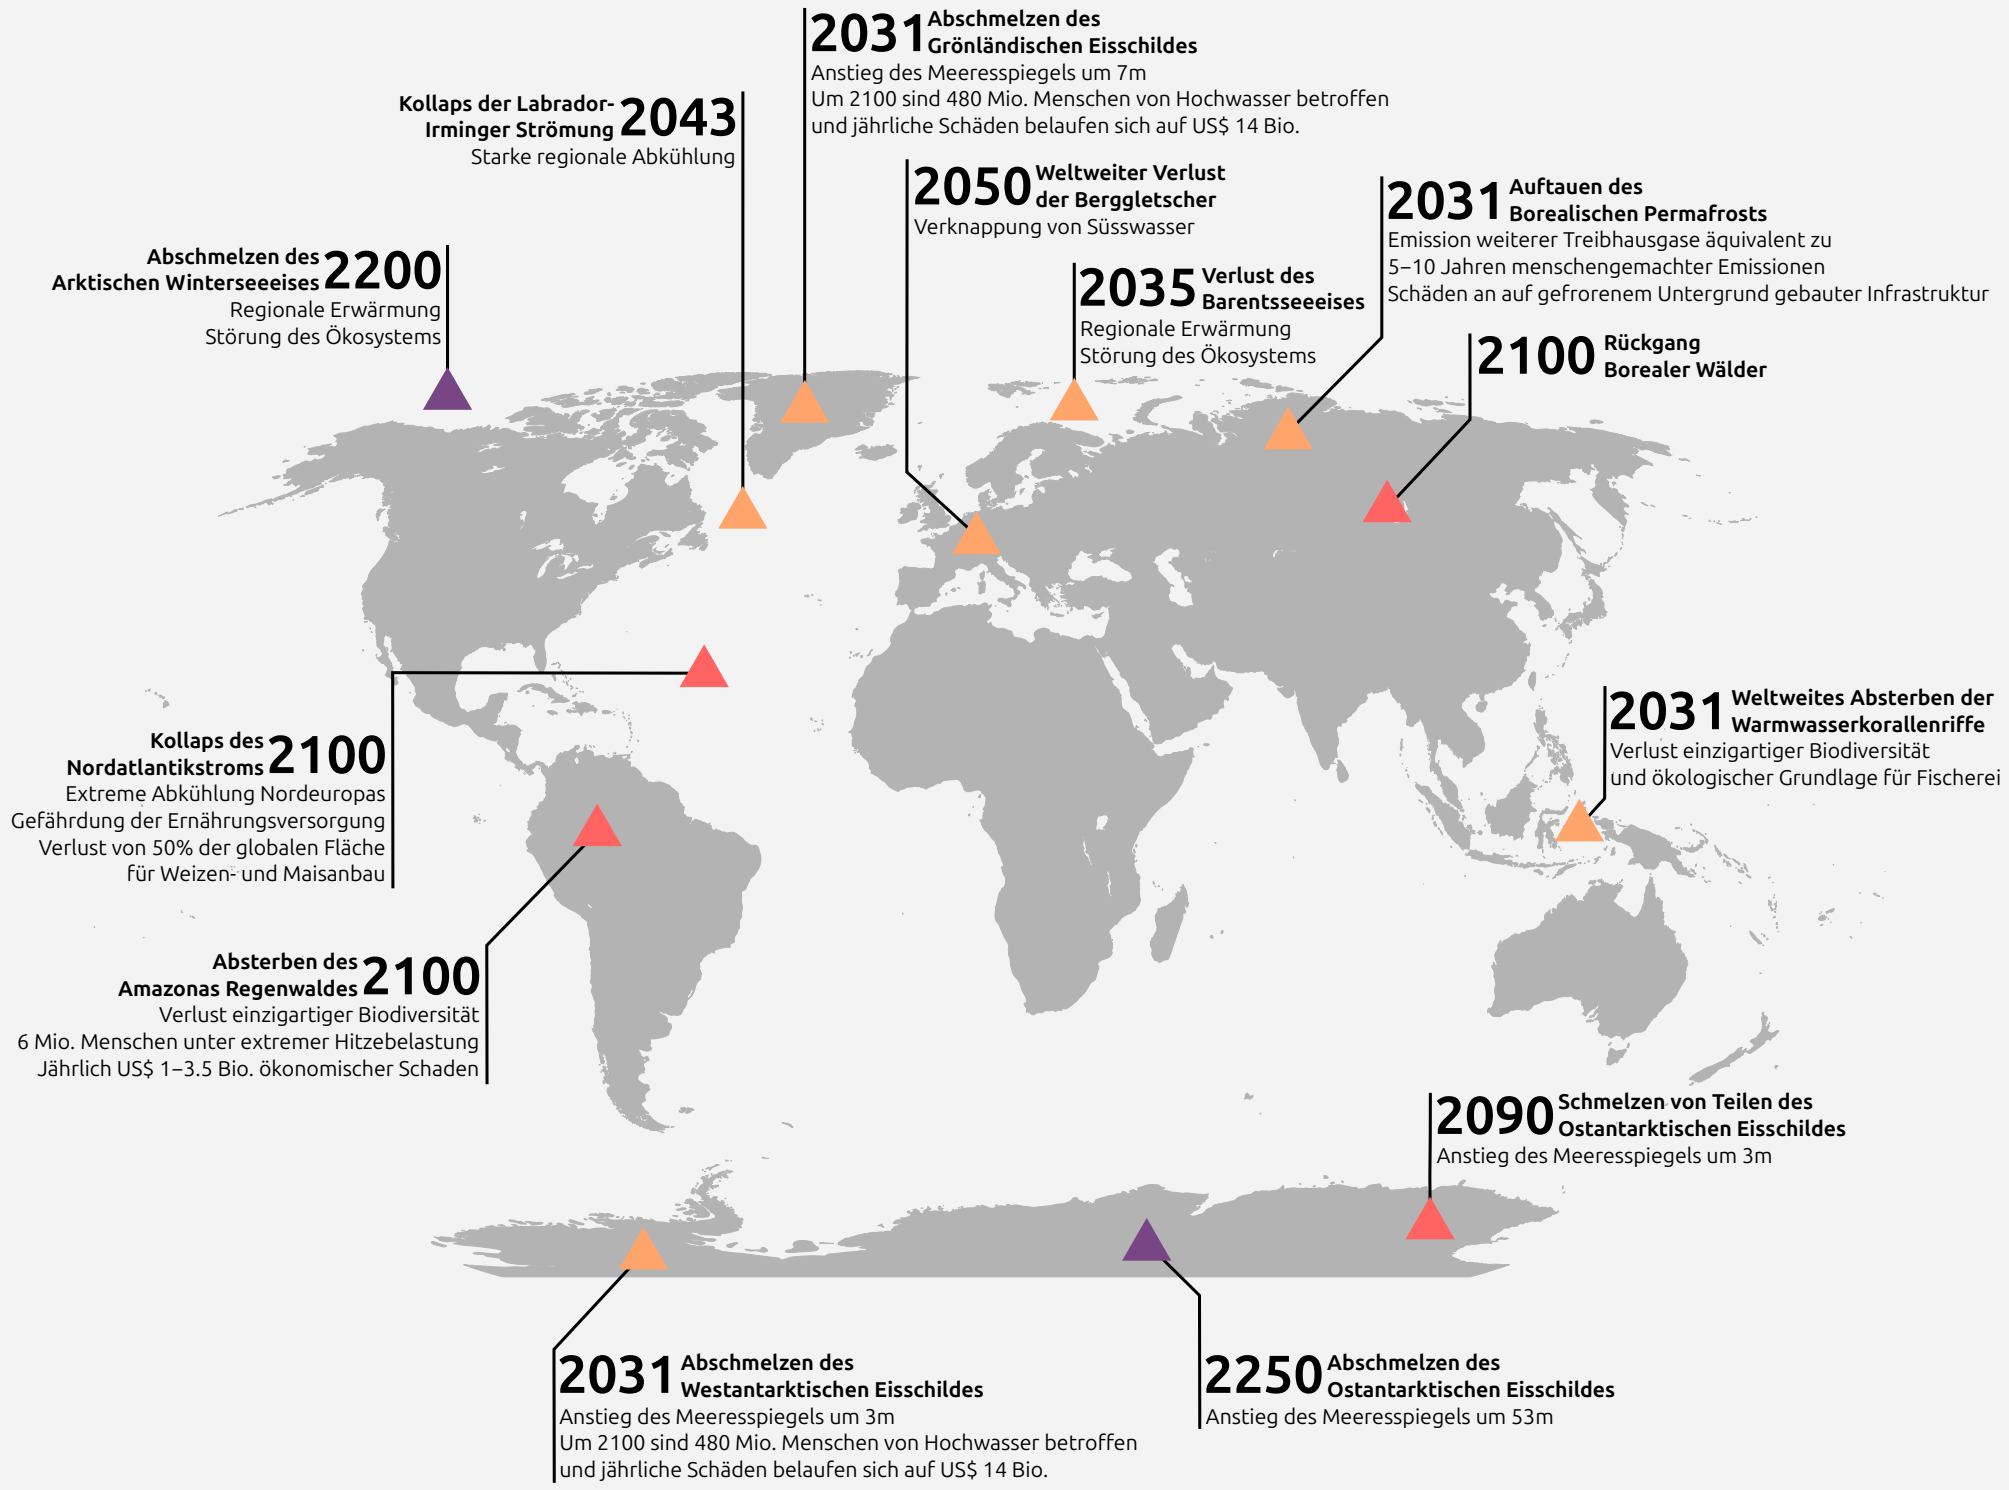 2031 Abschmelzen des
Grönländischen Eisschildes
Anstieg des Meeresspiegels um 7m
Um 2100 sind 480 Mio. Menschen von Hochwasser betroffen
und jährliche Schäden belaufen sich auf US$ 14 Bio.
Kollaps der Labrador-
Irminger Strömung 2043
Starke regionale Abkühlung
2050 Weltweiter Verlust
der Berggletscher
Verknappung von Süsswasser
2031 Auftauen des
Borealischen Permafrosts
Emission weiterer Treibhausgase äquivalent zu
5–10 Jahren menschengemachter Emissionen
Schäden an auf gefrorenem Untergrund gebauter Infrastruktur
Abschmelzen des
Arktischen Winterseeeises 2200
Regionale Erwärmung
Störung des Ökosystems
2035 Verlust des
Barentsseeeises
Regionale Erwärmung
Störung des Ökosystems
2100 Rückgang
Borealer Wälder
2031 Weltweites Absterben der
Warmwasserkorallenriffe
Verlust einzigartiger Biodiversität
und ökologischer Grundlage für Fischerei
Kollaps des
Nordatlantikstroms 2100
Extreme Abkühlung Nordeuropas
Gefährdung der Ernährungsversorgung
Verlust von 50% der globalen Fläche
für Weizen- und Maisanbau
Absterben des
Amazonas Regenwaldes 2100
Verlust einzigartiger Biodiversität
6 Mio. Menschen unter extremer Hitzebelastung
Jährlich US$ 1–3.5 Bio. ökonomischer Schaden
2090 Schmelzen von Teilen des
Ostantarktischen Eisschildes
Anstieg des Meeresspiegels um 3m
2031 Abschmelzen des
Westantarktischen Eisschildes
Anstieg des Meeresspiegels um 3m
Um 2100 sind 480 Mio. Menschen von Hochwasser betroffen
und jährliche Schäden belaufen sich auf US$ 14 Bio.
2250 Abschmelzen des
Ostantarktischen Eisschildes
Anstieg des Meeresspiegels um 53m